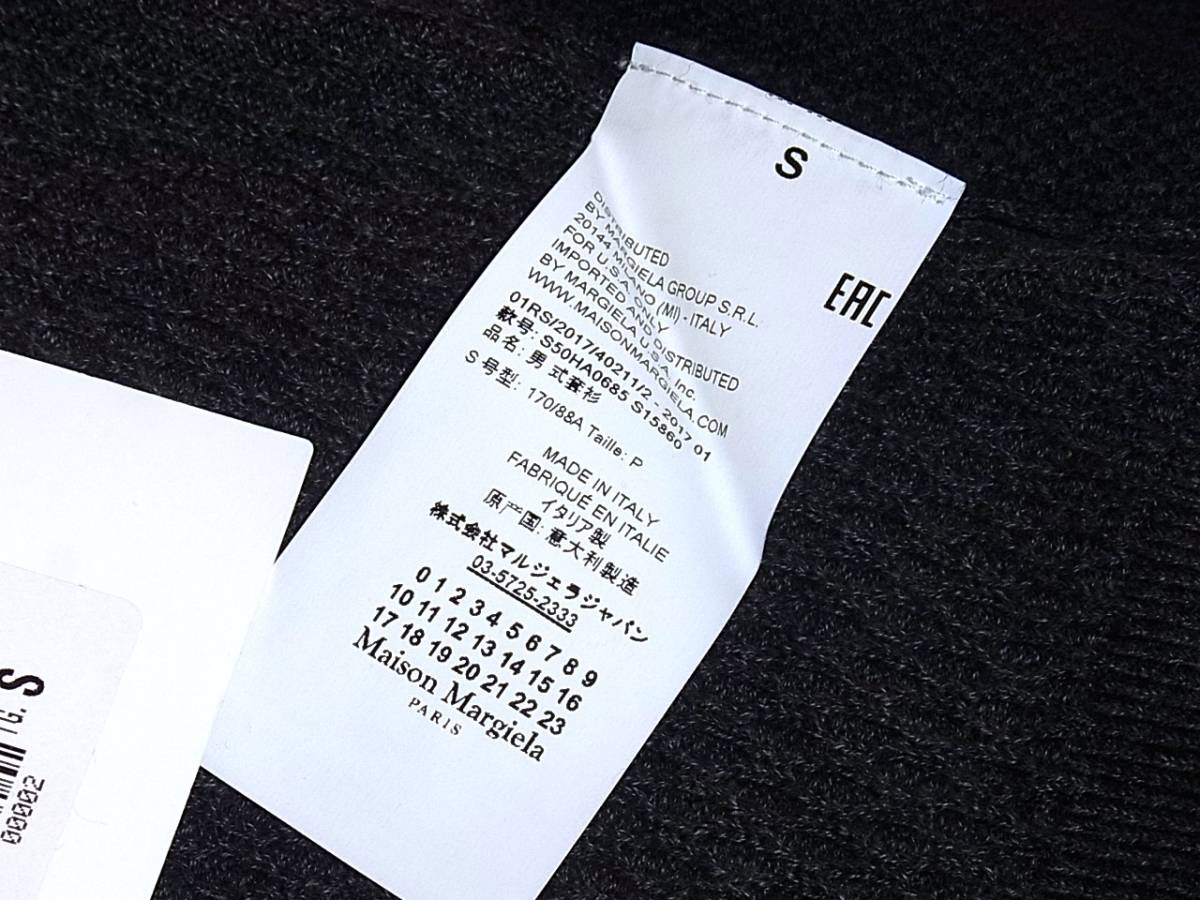 S
EAC
DISTRIBUTED
BY MARGIELA GROUP S.R.L.
20144 MILANO (MI) - ITALY
FOR U.S.A. ONLY
IMPORTED AND DISTRIBUTED
BY MARGIELA U.S.A. Inc.
WWW.MAISONMARGIELA.COM
01RS/2017/40211/2 - 2017 01
款号: S50HA0685 S15860
品名: 男式套衫
S 号型: 170/88A Taille: P
MADE IN ITALY
FABRIQUÉ EN ITALIE
イタリア製
原产国: 意大利製造
株式会社マルジェラジャパン
03-5725-2333
0 1 2 3 4 5 6 7 8 9
10 11 12 13 14 15 16
17 18 19 20 21 22 23
Maison Margiela
PARIS
TG. S
00002